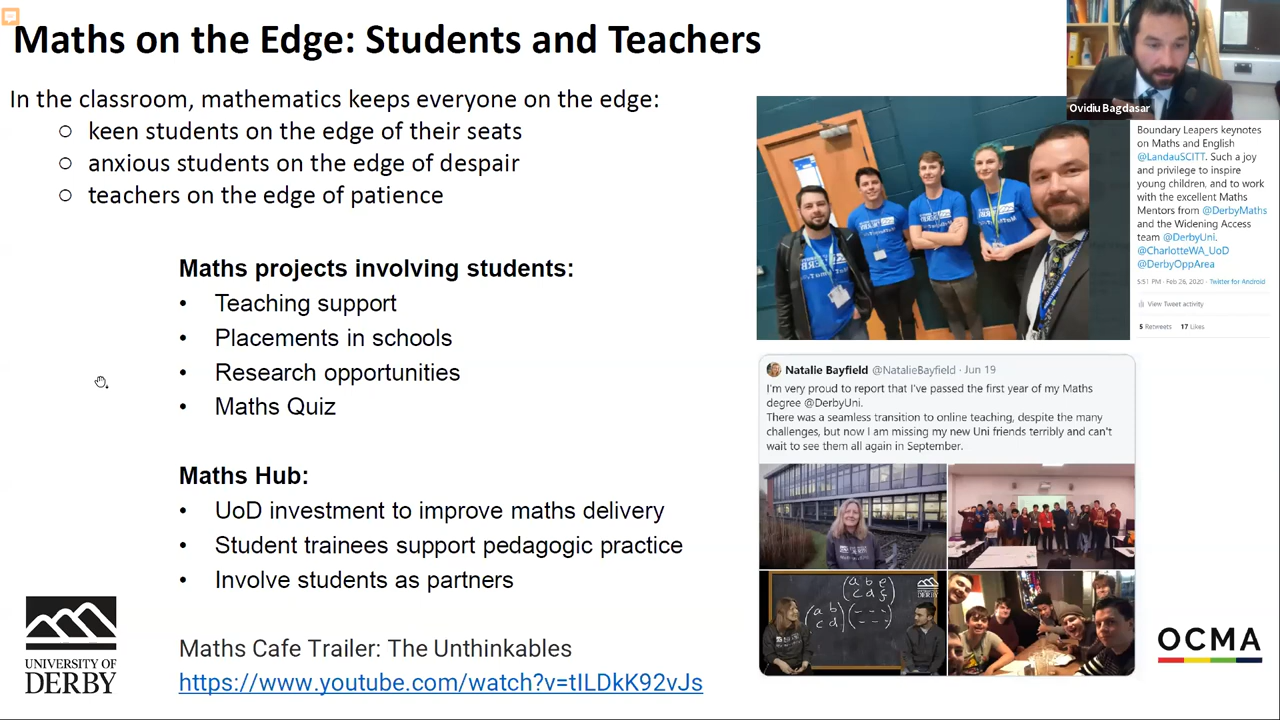 Maths on the Edge: Students and Teachers
In the classroom, mathematics keeps everyone on the edge:
keen students on the edge of their seats
anxious students on the edge of despair
teachers on the edge of patience
Maths projects involving students:
• Teaching support
• Placements in schools
• Research opportunities
• Maths Quiz
Maths Hub:
• UoD investment to improve maths delivery
• Student trainees support pedagogic practice
• Involve students as partners
Maths Cafe Trailer: The Unthinkables
https://www.youtube.com/watch?v=tILDkK92vJs
UNIVERSITY OF
DERBY
Ovidiu Bagdasar
Boundary Leapers keynotes
on Maths and English
@LandauSCITT. Such a joy
and privilege to inspire
young children, and to work
with the excellent Maths
Mentors from @DerbyMaths
and the Widening Access
team @DerbyUni.
@CharlotteWA_UoD
@DerbyOppArea
5:51 PM · Feb 26, 2020 · Twitter for Android
View Tweet activity
5 Retweets 17 Likes
Natalie Bayfield @NatalieBayfield · Jun 19
I'm very proud to report that I've passed the first year of my Maths
degree @DerbyUni.
There was a seamless transition to online teaching, despite the many
challenges, but now I am missing my new Uni friends terribly and can't
wait to see them all again in September.
(a b e
c d f)
(a b
c d)
OCMA